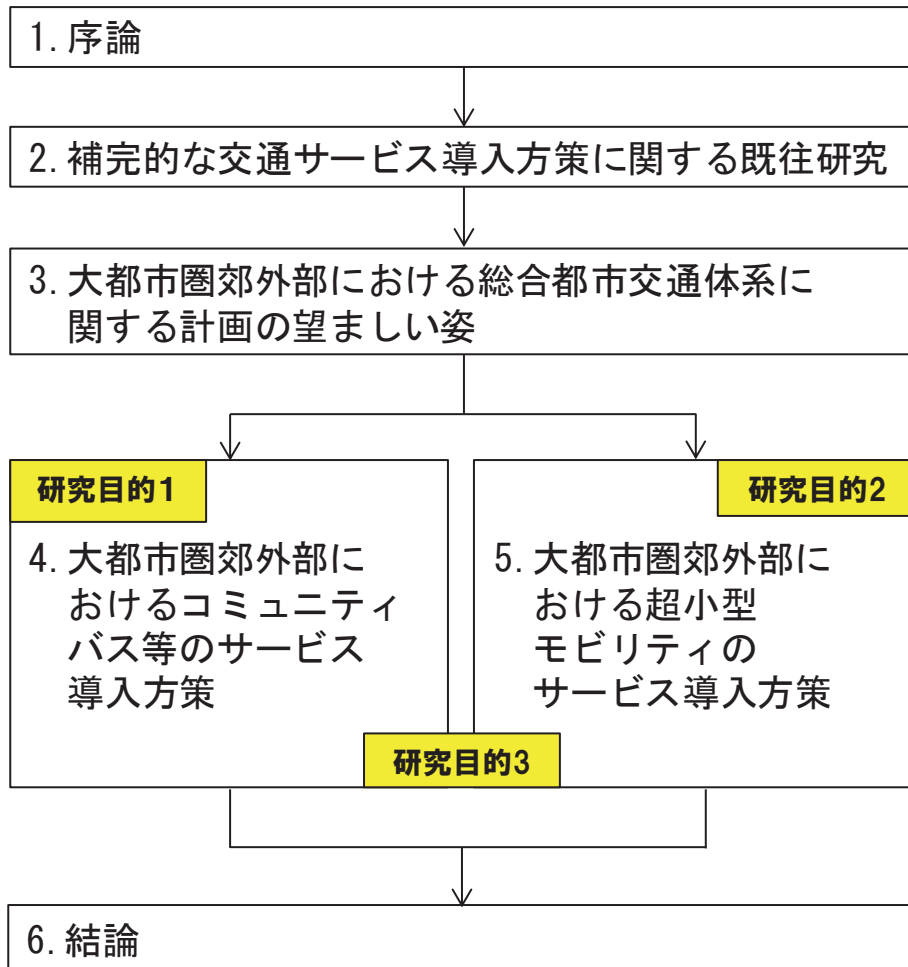 1. 序論
2. 補完的な交通サービス導入方策に関する既往研究
3. 大都市圏郊外部における総合都市交通体系に
関する計画の望ましい姿
研究目的1
4. 大都市圏郊外部に
おけるコミュニティ
バス等のサービス
導入方策
研究目的2
5. 大都市圏郊外部に
おける超小型
モビリティの
サービス導入方策
研究目的3
6. 結論